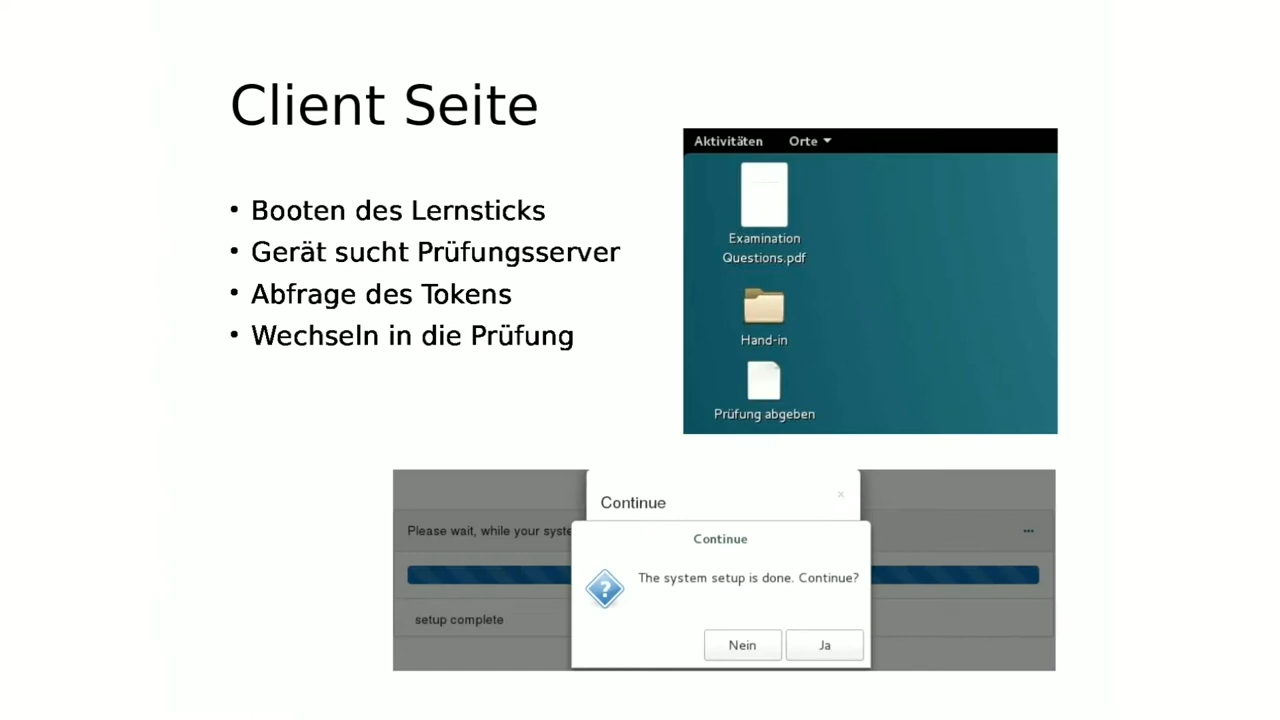 Client Seite
• Booten des Lernsticks
• Gerät sucht Prüfungsserver
• Abfrage des Tokens
• Wechseln in die Prüfung
Aktivitäten Orte
Examination
Questions.pdf
Hand-in
Prüfung abgeben
Continue ×
Please wait, while your syste ...
Continue
The system setup is done. Continue?
?
setup complete
Nein Ja